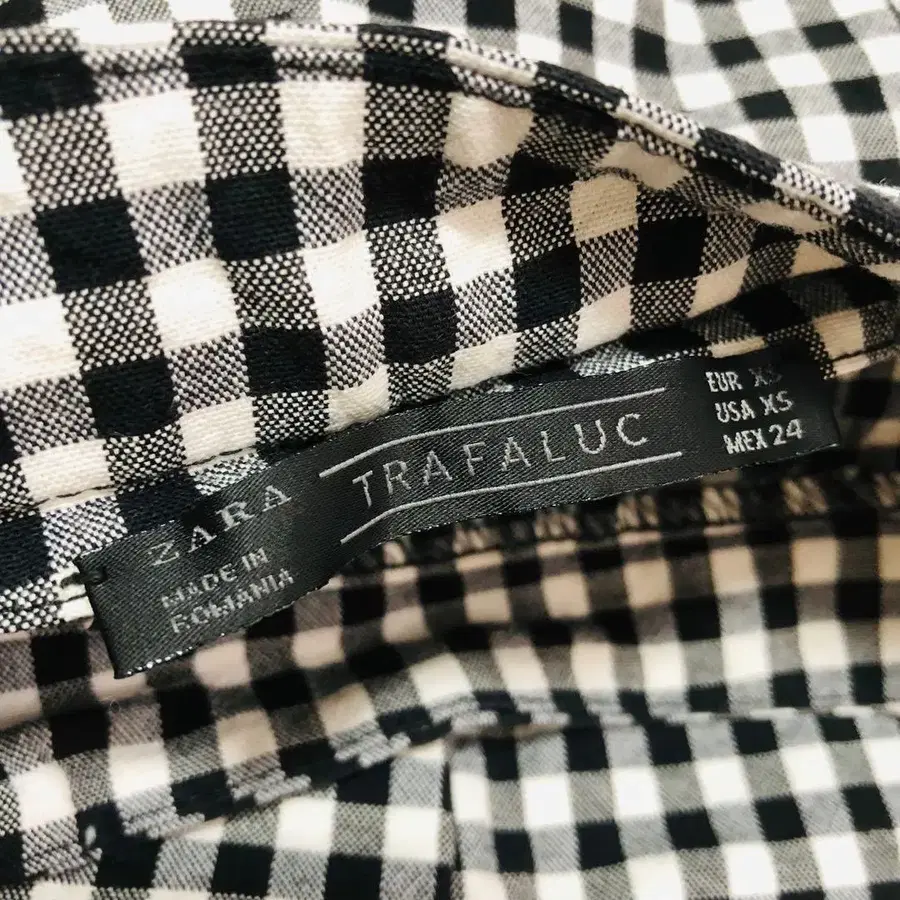 ZARA
MADE IN
ROMANIA
TRAFALUC
EUR XS
USA XS
MEX 24